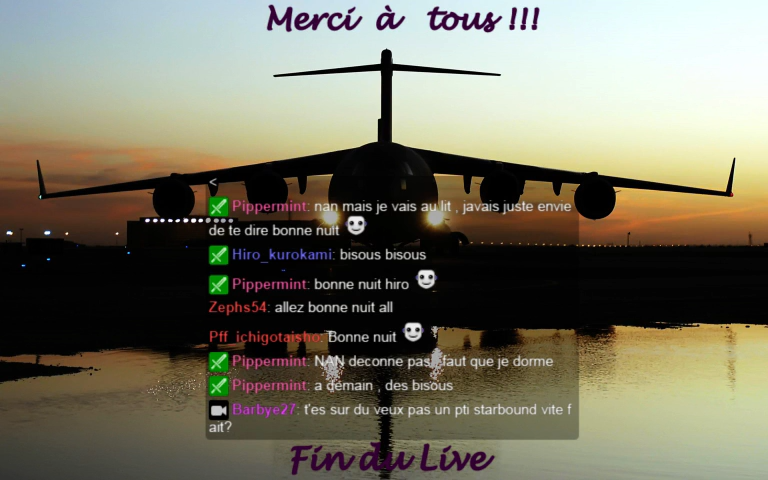 Merci à tous !!!
<
Pippermint: nan mais je vais au lit , javais juste envie
de te dire bonne nuit
Hiro_kurokami: bisous bisous
Pippermint: bonne nuit hiro
Zephs54: allez bonne nuit all
Pff_ichigotaisho: Bonne nuit
Pippermint: NAN deconne pas, faut que je dorme
Pippermint: a demain , des bisous
Barbye27: t'es sur du veux pas un pti starbound vite f
ait?
Fin du Live